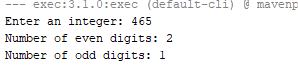 --- exec:3.1.0:exec (default-cli) @ mavenp
Enter an integer: 465
Number of even digits: 2
Number of odd digits: 1